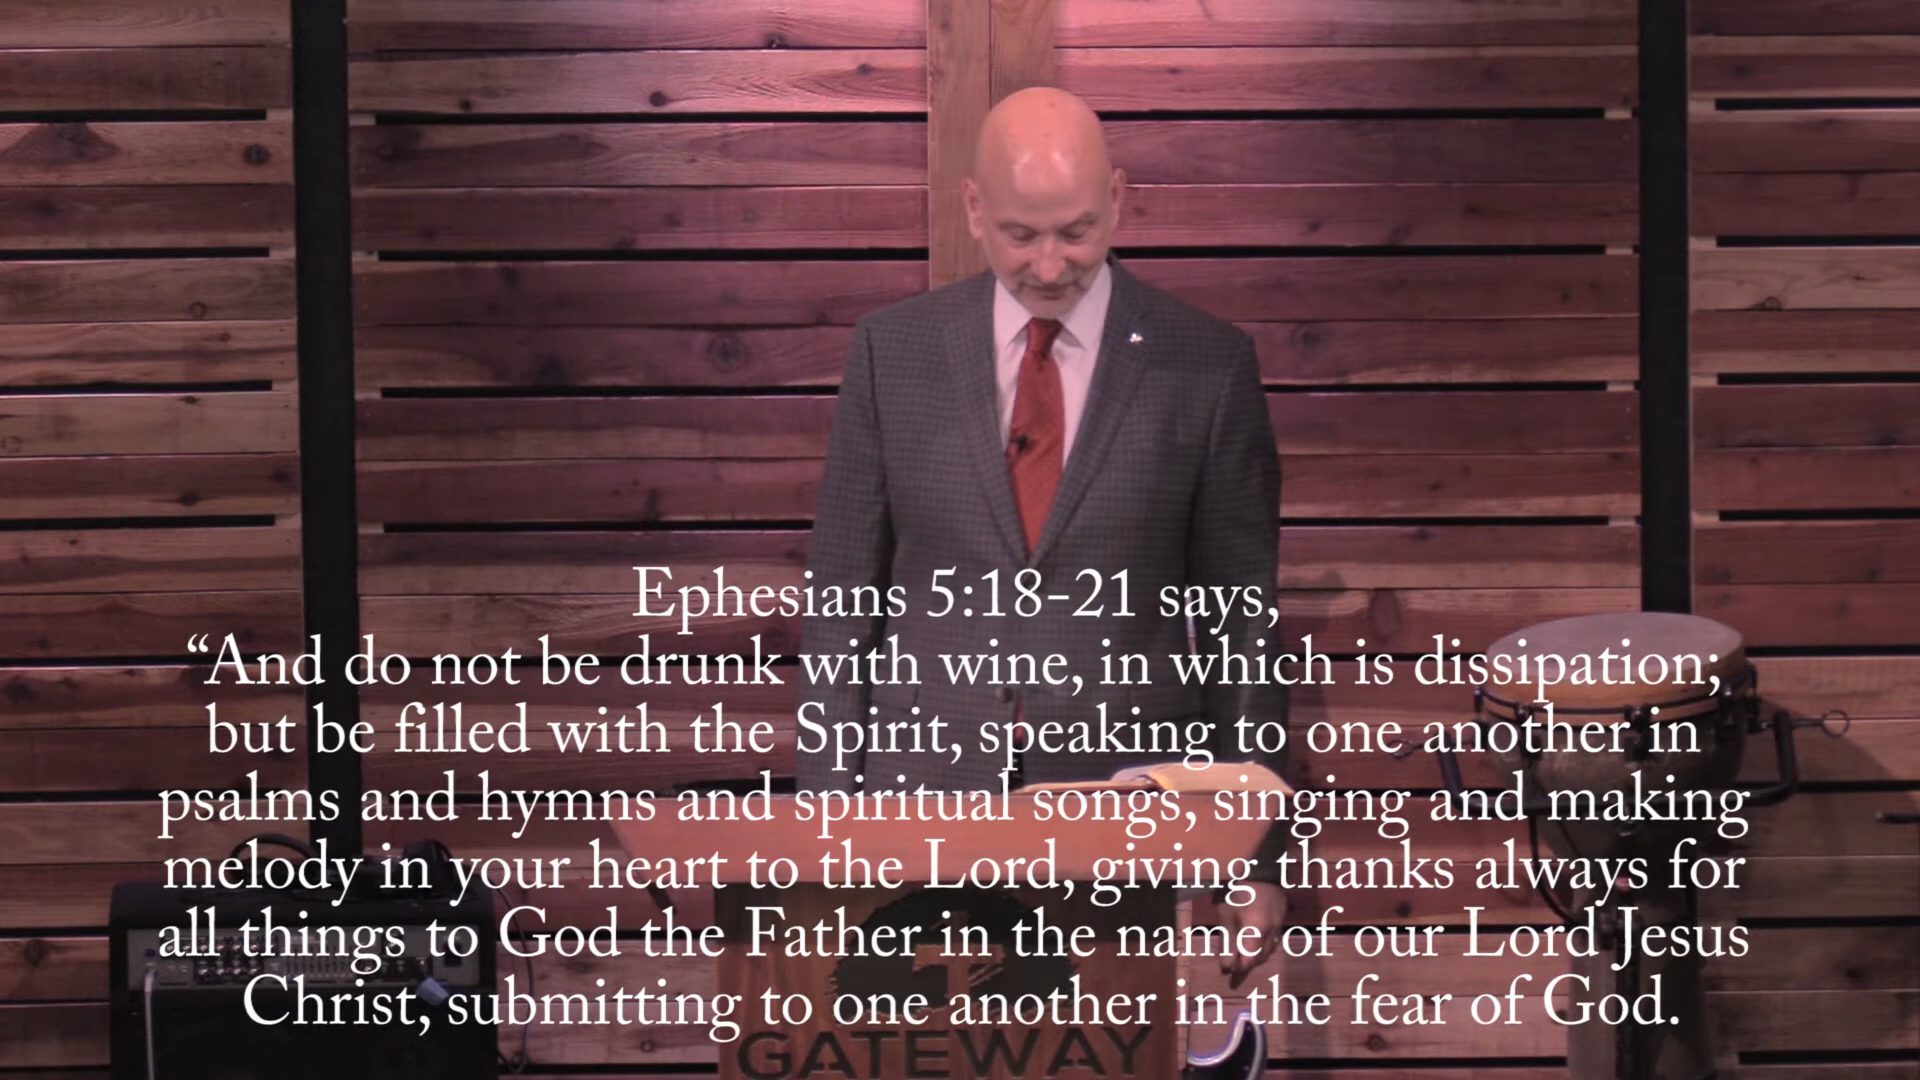 Ephesians 5:18-21 says,
“And do not be drunk with wine, in which is dissipation;
but be filled with the Spirit, speaking to one another in
psalms and hymns and spiritual songs, singing and making
melody in your heart to the Lord, giving thanks always for
all things to God the Father in the name of our Lord Jesus
Christ, submitting to one another in the fear of God.
GATEWAY